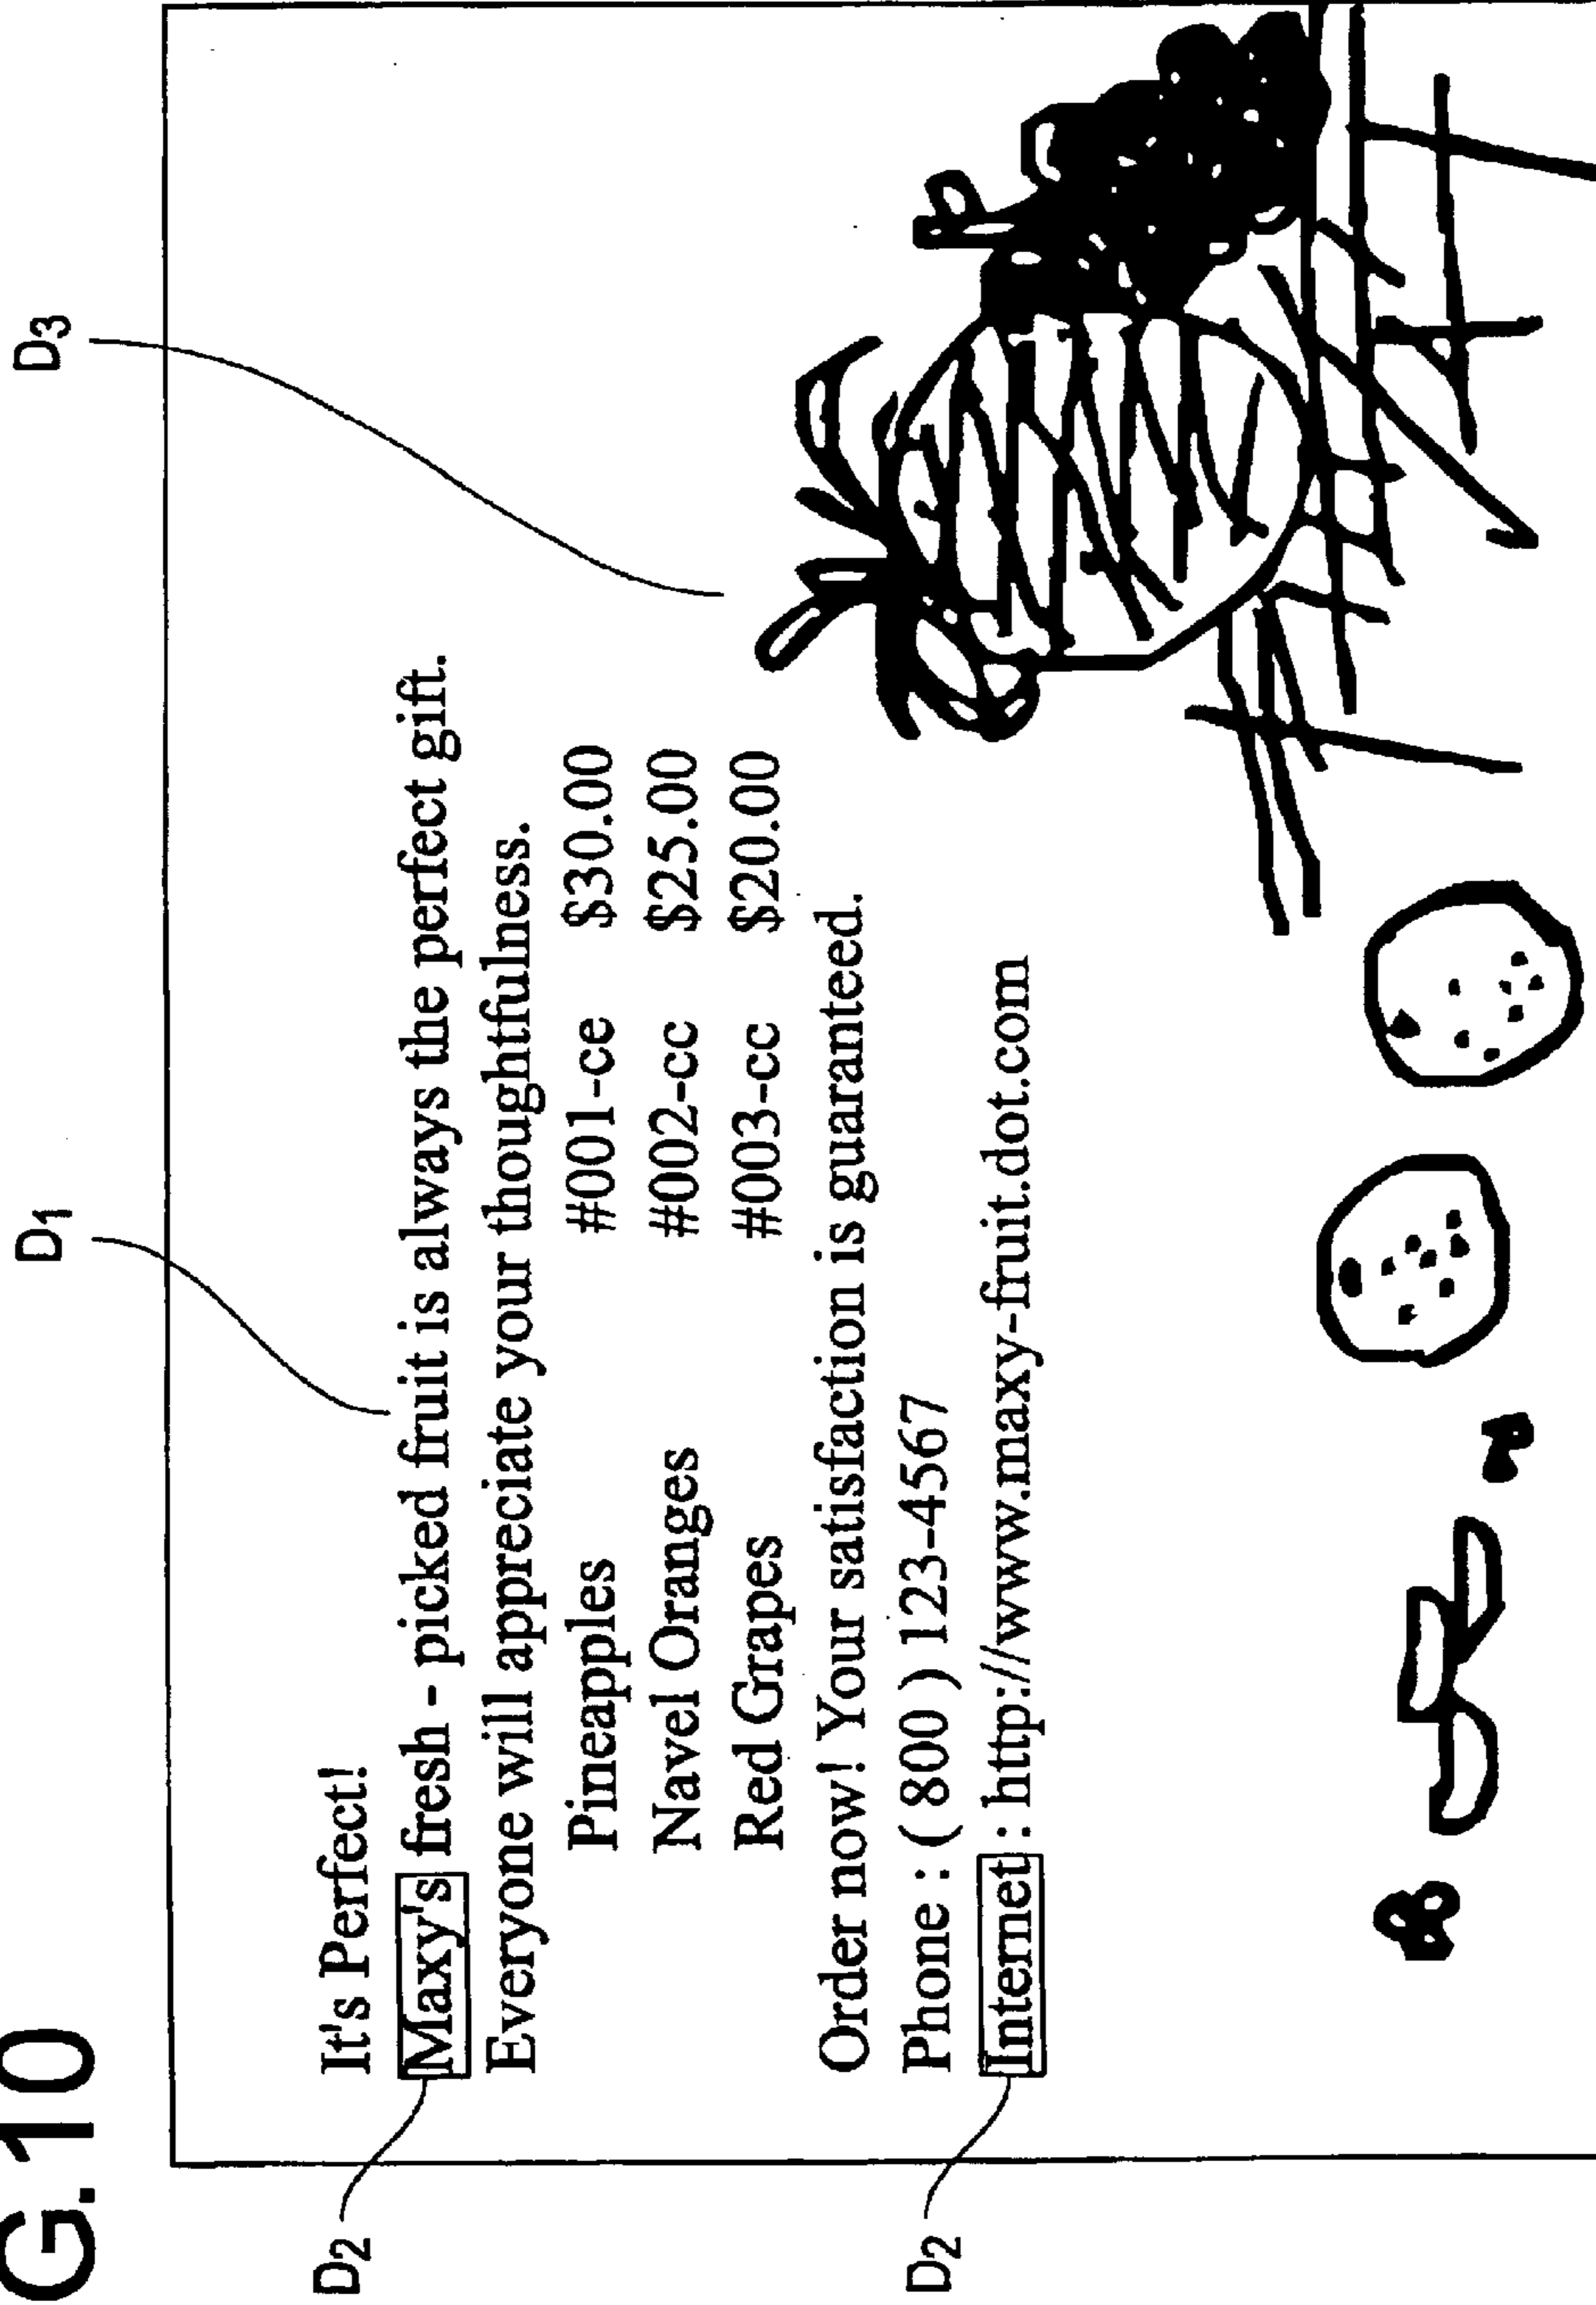 G.10
D1
D3
It's Perfect!
D2
Maxy's fresh - picked fruit is always the perfect gift.
Everyone will appreciate your thoughtfulness.
Pineapples #001-ce $30.00
Navel Oranges #002-cc $25.00
Red Grapes #003-cc $20.00
Order now! Your satisfaction is guaranteed.
Phone : ( 800 ) 123-4567
D2
Internet : http://www.maxy-fruit.dot.com